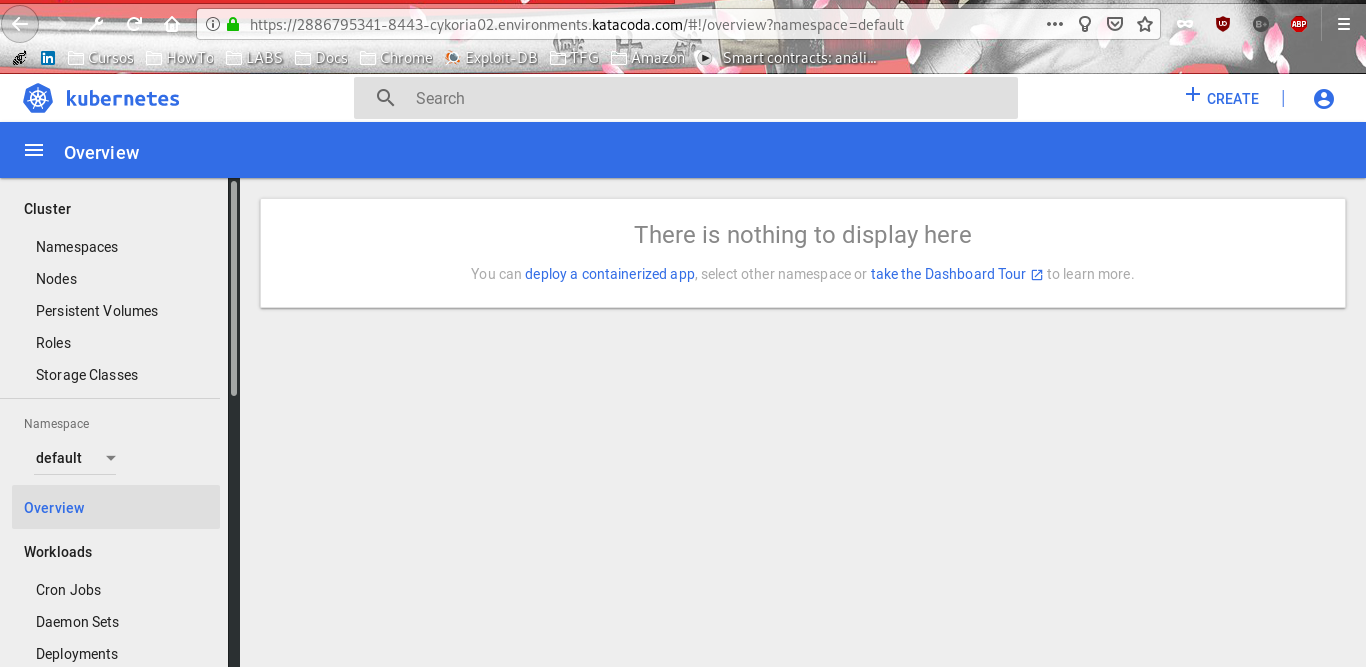 https://2886795341-8443-cykoria02.environments.katacoda.com/#!/overview?namespace=default
Cursos HowTo LABS Docs Chrome Exploit-DB TFG Amazon Smart contracts: análi...
kubernetes Search CREATE
Overview
Cluster
Namespaces
Nodes
Persistent Volumes
Roles
Storage Classes
Namespace
default
Overview
Workloads
Cron Jobs
Daemon Sets
Deployments
There is nothing to display here
You can deploy a containerized app, select other namespace or take the Dashboard Tour to learn more.
in
UD
B+
ABP